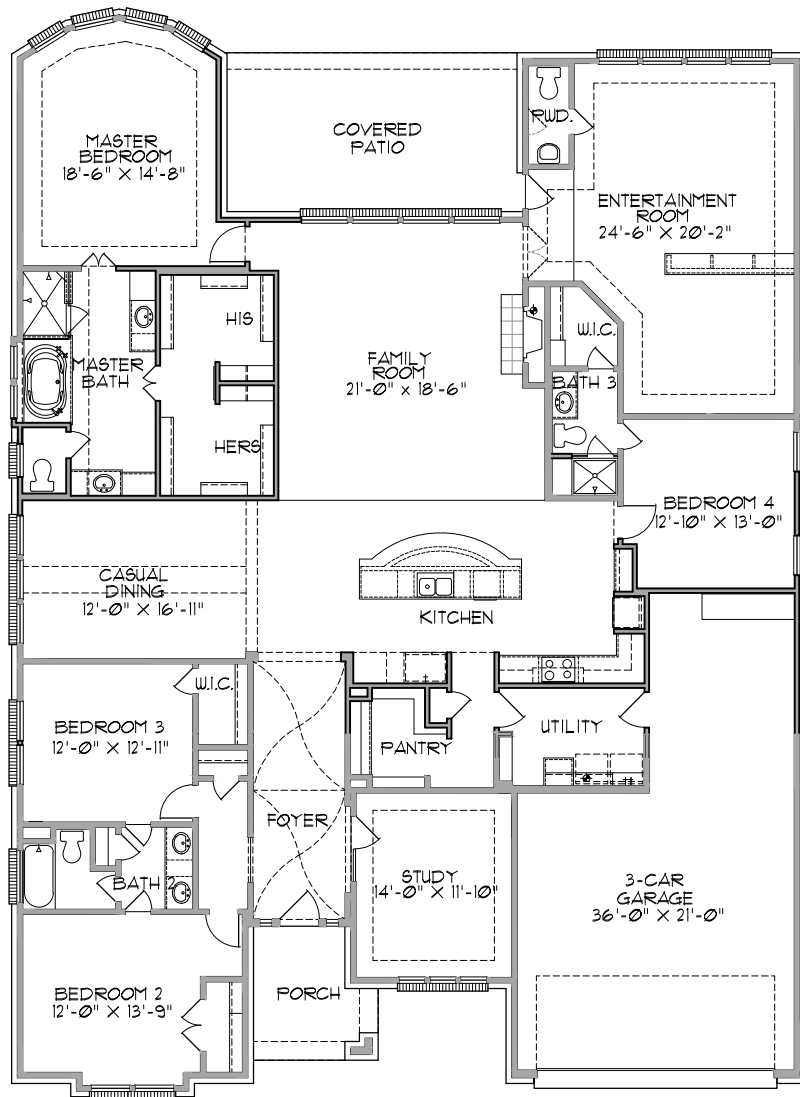 COVERED
PATIO
PWD.
MASTER
BEDROOM
18'-6" X 14'-8"
ENTERTAINMENT
ROOM
24'-6" X 20'-2"
HIS
W.I.C.
FAMILY
ROOM
21'-0" X 18'-6"
MASTER
BATH
BATH 3
HERS
BEDROOM 4
12'-10" X 13'-0"
CASUAL
DINING
12'-0" X 16'-11"
KITCHEN
W.I.C.
BEDROOM 3
12'-0" X 12'-11"
PANTRY
UTILITY
FOYER
STUDY
14'-0" X 11'-10"
3-CAR
GARAGE
36'-0" X 21'-0"
BATH 2
BEDROOM 2
12'-0" X 13'-9"
PORCH